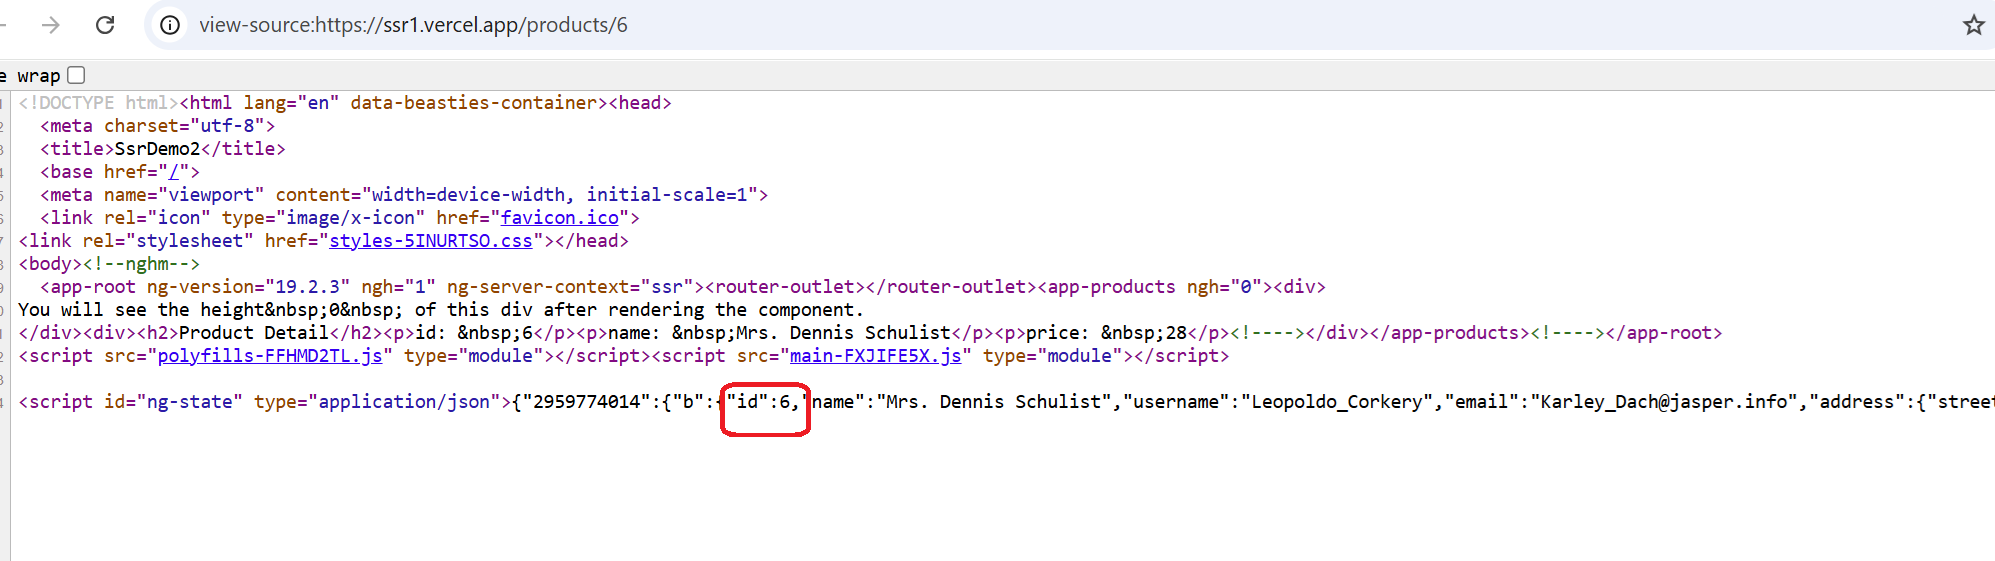 view-source:https://ssr1.vercel.app/products/6
e wrap
<!DOCTYPE html><html lang="en" data-beasties-container><head>
<meta charset="utf-8">
<title>SsrDemo2</title>
<base href="/">
<meta name="viewport" content="width=device-width, initial-scale=1">
<link rel="icon" type="image/x-icon" href="favicon.ico">
<link rel="stylesheet" href="styles-5INURTSO.css"></head>
<body><!--nghm-->
<app-root ng-version="19.2.3" ngh="1" ng-server-context="ssr"><router-outlet></router-outlet><app-products ngh="0"><div>
You will see the height&nbsp;0&nbsp; of this div after rendering the component.
</div><div><h2>Product Detail</h2><p>id: &nbsp;6</p><p>name: &nbsp;Mrs. Dennis Schulist</p><p>price: &nbsp;28</p><!----></div></app-products><!----></app-root>
<script src="polyfills-FFHMD2TL.js" type="module"></script><script src="main-FXJIFE5X.js" type="module"></script>
<script id="ng-state" type="application/json">{"2959774014":{"b":{"id":6,"name":"Mrs. Dennis Schulist","username":"Leopoldo_Corkery","email":"Karley_Dach@jasper.info","address":{"street